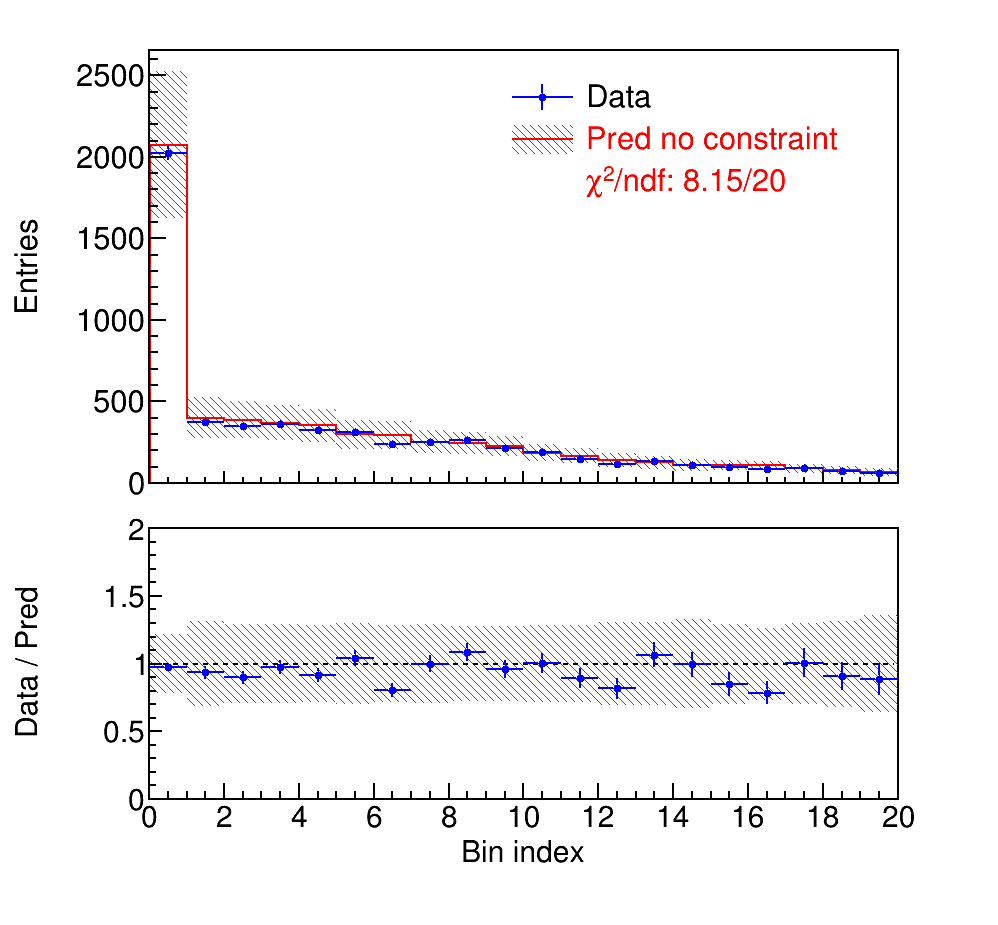 2500
2000
1500
1000
500
0
Entries
Data
Pred no constraint
χ²/ndf: 8.15/20
2
1.5
1
0.5
0
Data / Pred
0 2 4 6 8 10 12 14 16 18 20
Bin index